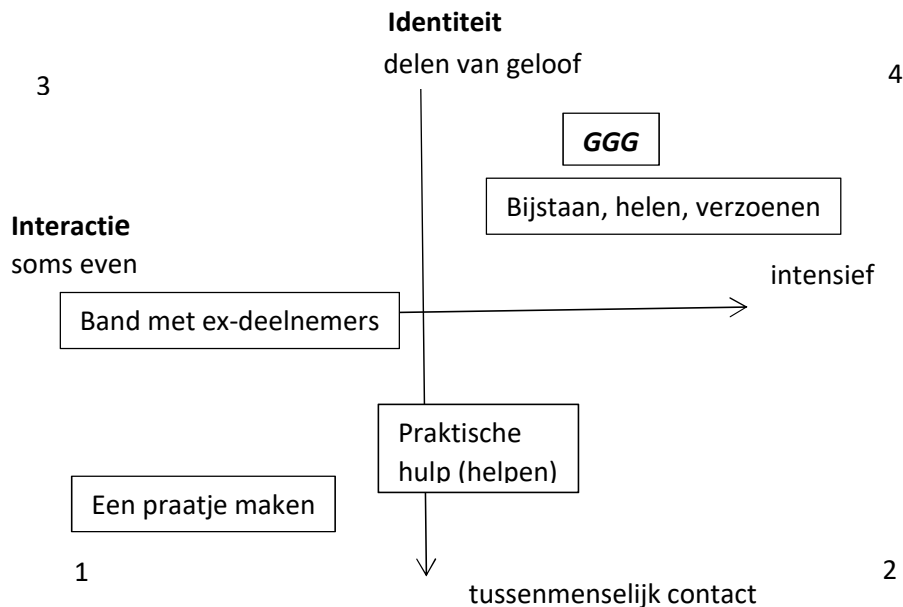 Identiteit
delen van geloof
3
4
GGG
Bijstaan, helen, verzoenen
Interactie
soms even
intensief
Band met ex-deelnemers
Praktische
hulp (helpen)
Een praatje maken
1
2
tussenmenselijk contact